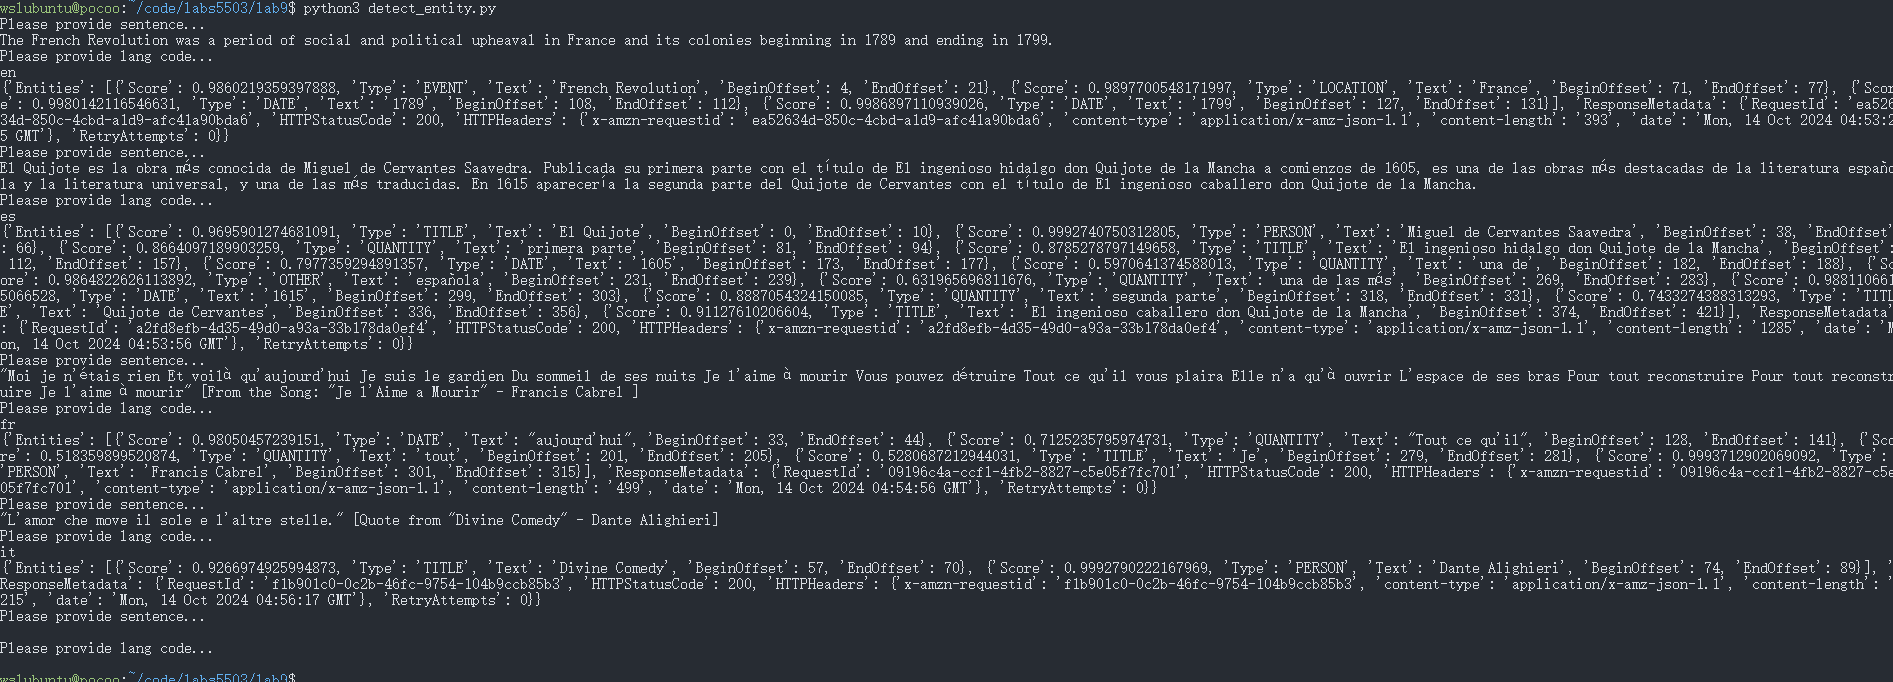 wslubuntu@pocoo:~/code/labs5503/lab9$ python3 detect_entity.py
Please provide sentence...
The French Revolution was a period of social and political upheaval in France and its colonies beginning in 1789 and ending in 1799.
Please provide lang code...
en
{'Entities': [{'Score': 0.9860219359397888, 'Type': 'EVENT', 'Text': 'French Revolution', 'BeginOffset': 4, 'EndOffset': 21}, {'Score': 0.9897700548171997, 'Type': 'LOCATION', 'Text': 'France', 'BeginOffset': 71, 'EndOffset': 77}, {'Scor
e': 0.9980142116546631, 'Type': 'DATE', 'Text': '1789', 'BeginOffset': 108, 'EndOffset': 112}, {'Score': 0.9986897110939026, 'Type': 'DATE', 'Text': '1799', 'BeginOffset': 127, 'EndOffset': 131}], 'ResponseMetadata': {'RequestId': 'ea526
34d-850c-4cbd-a1d9-afc41a90bda6', 'HTTPStatusCode': 200, 'HTTPHeaders': {'x-amzn-requestid': 'ea52634d-850c-4cbd-a1d9-afc41a90bda6', 'content-type': 'application/x-amz-json-1.1', 'content-length': '393', 'date': 'Mon, 14 Oct 2024 04:53:2
5 GMT'}, 'RetryAttempts': 0}}
Please provide sentence...
El Quijote es la obra más conocida de Miguel de Cervantes Saavedra. Publicada su primera parte con el título de El ingenioso hidalgo don Quijote de la Mancha a comienzos de 1605, es una de las obras más destacadas de la literatura españo
la y la literatura universal, y una de las más traducidas. En 1615 aparecería la segunda parte del Quijote de Cervantes con el título de El ingenioso caballero don Quijote de la Mancha.
Please provide lang code...
es
{'Entities': [{'Score': 0.9695901274681091, 'Type': 'TITLE', 'Text': 'El Quijote', 'BeginOffset': 0, 'EndOffset': 10}, {'Score': 0.9992740750312805, 'Type': 'PERSON', 'Text': 'Miguel de Cervantes Saavedra', 'BeginOffset': 38, 'EndOffset'
: 66}, {'Score': 0.8664097189903259, 'Type': 'QUANTITY', 'Text': 'primera parte', 'BeginOffset': 81, 'EndOffset': 94}, {'Score': 0.8785278797149658, 'Type': 'TITLE', 'Text': 'El ingenioso hidalgo don Quijote de la Mancha', 'BeginOffset':
 112, 'EndOffset': 157}, {'Score': 0.7977359294891357, 'Type': 'DATE', 'Text': '1605', 'BeginOffset': 173, 'EndOffset': 177}, {'Score': 0.5970641374588013, 'Type': 'QUANTITY', 'Text': 'una de', 'BeginOffset': 182, 'EndOffset': 188}, {'Sc
ore': 0.9864822626113892, 'Type': 'OTHER', 'Text': 'española', 'BeginOffset': 231, 'EndOffset': 239}, {'Score': 0.631965696811676, 'Type': 'QUANTITY', 'Text': 'una de las más', 'BeginOffset': 269, 'EndOffset': 283}, {'Score': 0.988110661
5066528, 'Type': 'DATE', 'Text': '1615', 'BeginOffset': 299, 'EndOffset': 303}, {'Score': 0.8887054324150085, 'Type': 'QUANTITY', 'Text': 'segunda parte', 'BeginOffset': 318, 'EndOffset': 331}, {'Score': 0.7433274388313293, 'Type': 'TITL
E', 'Text': 'Quijote de Cervantes', 'BeginOffset': 336, 'EndOffset': 356}, {'Score': 0.91127610206604, 'Type': 'TITLE', 'Text': 'El ingenioso caballero don Quijote de la Mancha', 'BeginOffset': 374, 'EndOffset': 421}], 'ResponseMetadata'
: {'RequestId': 'a2fd8efb-4d35-49d0-a93a-33b178da0ef4', 'HTTPStatusCode': 200, 'HTTPHeaders': {'x-amzn-requestid': 'a2fd8efb-4d35-49d0-a93a-33b178da0ef4', 'content-type': 'application/x-amz-json-1.1', 'content-length': '1285', 'date': 'M
on, 14 Oct 2024 04:53:56 GMT'}, 'RetryAttempts': 0}}
Please provide sentence...
"Moi je n'étais rien Et voilà qu'aujourd'hui Je suis le gardien Du sommeil de ses nuits Je l'aime à mourir Vous pouvez détruire Tout ce qu'il vous plaira Elle n'a qu'à ouvrir L'espace de ses bras Pour tout reconstruire Pour tout reconstr
uire Je l'aime à mourir" [From the Song: "Je l'Aime a Mourir" - Francis Cabrel ]
Please provide lang code...
fr
{'Entities': [{'Score': 0.98050457239151, 'Type': 'DATE', 'Text': "aujourd'hui", 'BeginOffset': 33, 'EndOffset': 44}, {'Score': 0.7125235795974731, 'Type': 'QUANTITY', 'Text': "Tout ce qu'il", 'BeginOffset': 128, 'EndOffset': 141}, {'Sco
re': 0.518359899520874, 'Type': 'QUANTITY', 'Text': 'tout', 'BeginOffset': 201, 'EndOffset': 205}, {'Score': 0.5280687212944031, 'Type': 'TITLE', 'Text': 'Je', 'BeginOffset': 279, 'EndOffset': 281}, {'Score': 0.9993712902069092, 'Type':
'PERSON', 'Text': 'Francis Cabrel', 'BeginOffset': 301, 'EndOffset': 315}], 'ResponseMetadata': {'RequestId': '09196c4a-ccf1-4fb2-8827-c5e05f7fc701', 'HTTPStatusCode': 200, 'HTTPHeaders': {'x-amzn-requestid': '09196c4a-ccf1-4fb2-8827-c5e
05f7fc701', 'content-type': 'application/x-amz-json-1.1', 'content-length': '499', 'date': 'Mon, 14 Oct 2024 04:54:56 GMT'}, 'RetryAttempts': 0}}
Please provide sentence...
"L'amor che move il sole e l'altre stelle." [Quote from "Divine Comedy" - Dante Alighieri]
Please provide lang code...
it
{'Entities': [{'Score': 0.9266974925994873, 'Type': 'TITLE', 'Text': 'Divine Comedy', 'BeginOffset': 57, 'EndOffset': 70}, {'Score': 0.9992790222167969, 'Type': 'PERSON', 'Text': 'Dante Alighieri', 'BeginOffset': 74, 'EndOffset': 89}], '
ResponseMetadata': {'RequestId': 'f1b901c0-0c2b-46fc-9754-104b9ccb85b3', 'HTTPStatusCode': 200, 'HTTPHeaders': {'x-amzn-requestid': 'f1b901c0-0c2b-46fc-9754-104b9ccb85b3', 'content-type': 'application/x-amz-json-1.1', 'content-length': '
215', 'date': 'Mon, 14 Oct 2024 04:56:17 GMT'}, 'RetryAttempts': 0}}
Please provide sentence...
Please provide lang code...
wslubuntu@pocoo:~/code/labs5503/lab9$